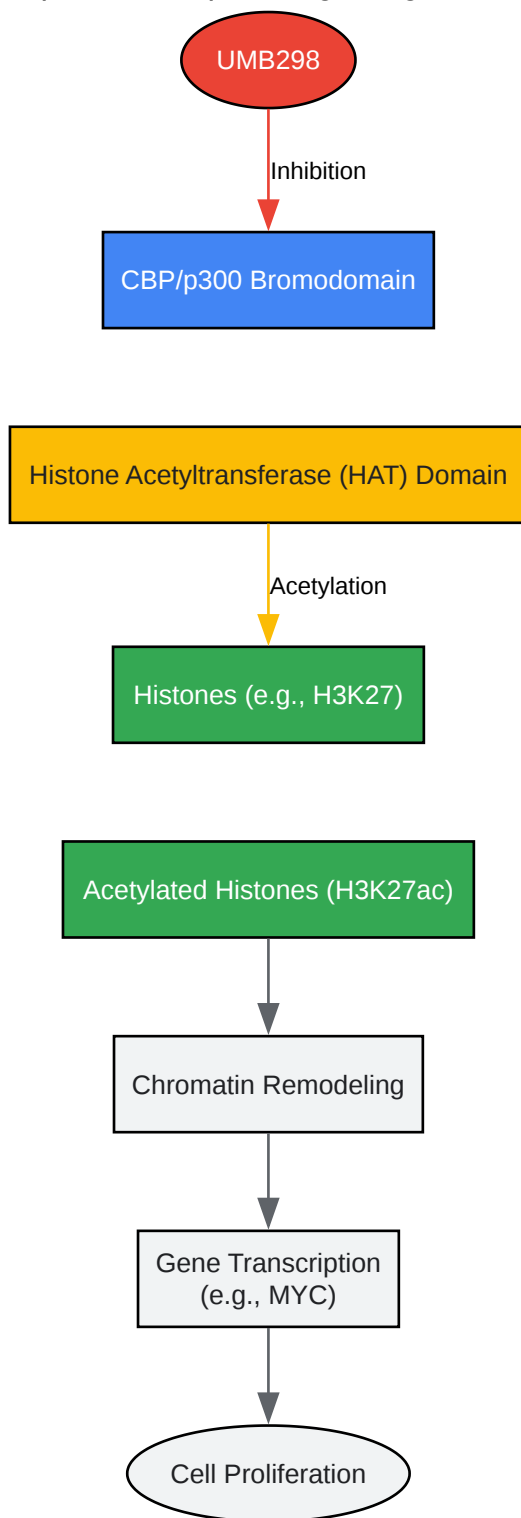 UMB298
Inhibition
CBP/p300 Bromodomain
Histone Acetyltransferase (HAT) Domain
Acetylation
Histones (e.g., H3K27)
Acetylated Histones (H3K27ac)
Chromatin Remodeling
Gene Transcription
(e.g., MYC)
Cell Proliferation